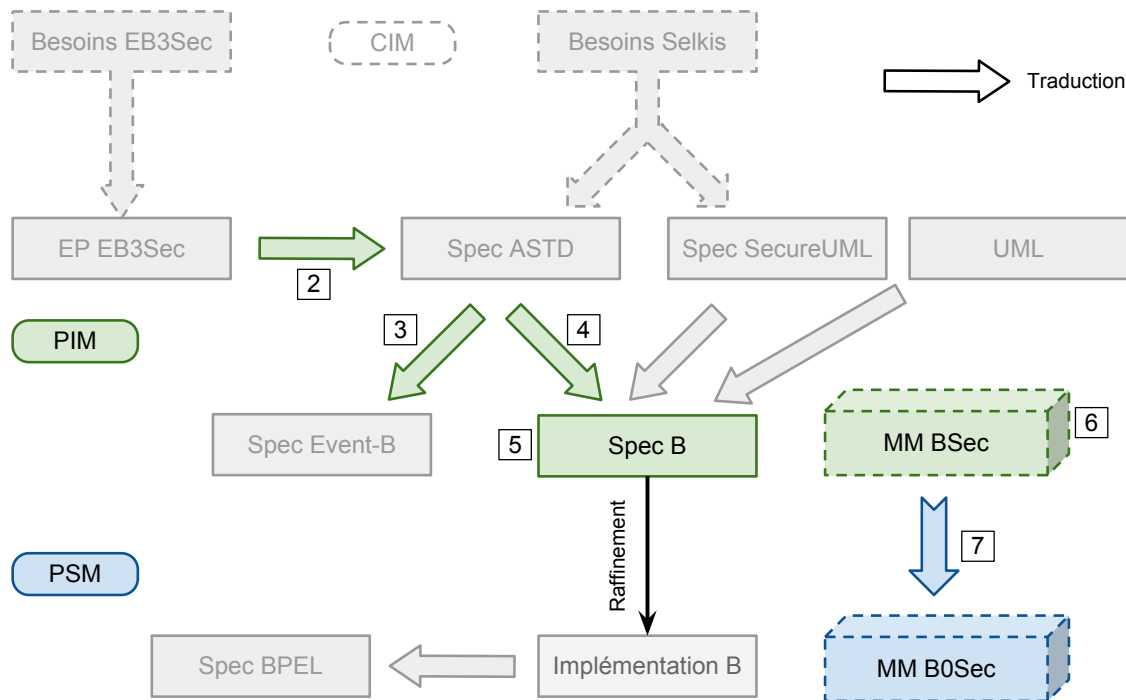 Besoins EB3Sec
CIM
Besoins Selkis
Traduction
EP EB3Sec
2
Spec ASTD
Spec SecureUML
UML
PIM
3
4
Spec Event-B
5
Spec B
MM BSec
6
Raffinement
PSM
7
Spec BPEL
Implémentation B
MM B0Sec